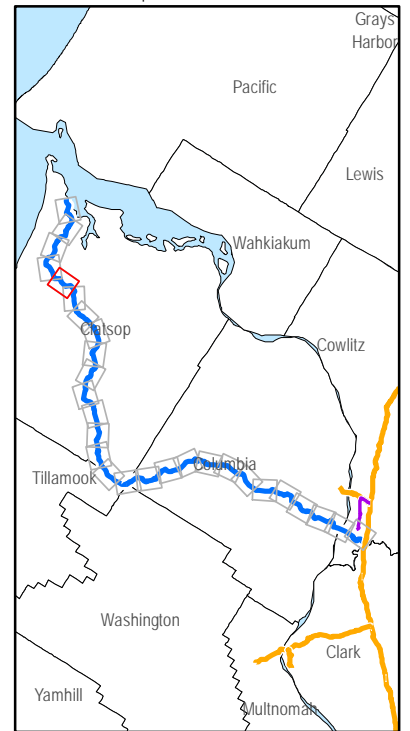 Grays
Harbor
Pacific
Lewis
Wahkiakum
Clatsop
Cowlitz
Tillamook
Columbia
Washington
Clark
Yamhill
Multnomah